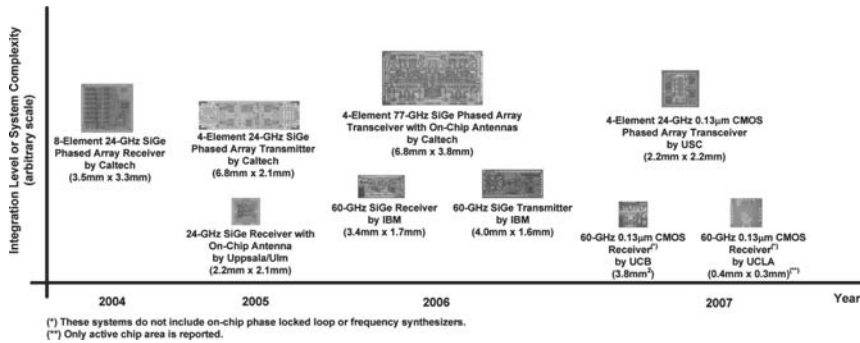 Integration Level or System Complexity
(arbitrary scale)
8-Element 24-GHz SiGe
Phased Array Receiver
by Caltech
(3.5mm x 3.3mm)
4-Element 24-GHz SiGe
Phased Array Transmitter
by Caltech
(6.8mm x 2.1mm)
4-Element 77-GHz SiGe Phased Array
Transceiver with On-Chip Antennas
by Caltech
(6.8mm x 3.8mm)
4-Element 24-GHz 0.13μm CMOS
Phased Array Transceiver
by USC
(2.2mm x 2.2mm)
24-GHz SiGe Receiver with
On-Chip Antenna
by Uppsala/Ulm
(2.2mm x 2.1mm)
60-GHz SiGe Receiver
by IBM
(3.4mm x 1.7mm)
60-GHz SiGe Transmitter
by IBM
(4.0mm x 1.6mm)
60-GHz 0.13μm CMOS
Receiver(*)
by UCB
(3.8mm²)
60-GHz 0.13μm CMOS
Receiver(*)
by UCLA
(0.4mm x 0.3mm)(**)
2004
2005
2006
2007
Year
(*) These systems do not include on-chip phase locked loop or frequency synthesizers.
(**) Only active chip area is reported.